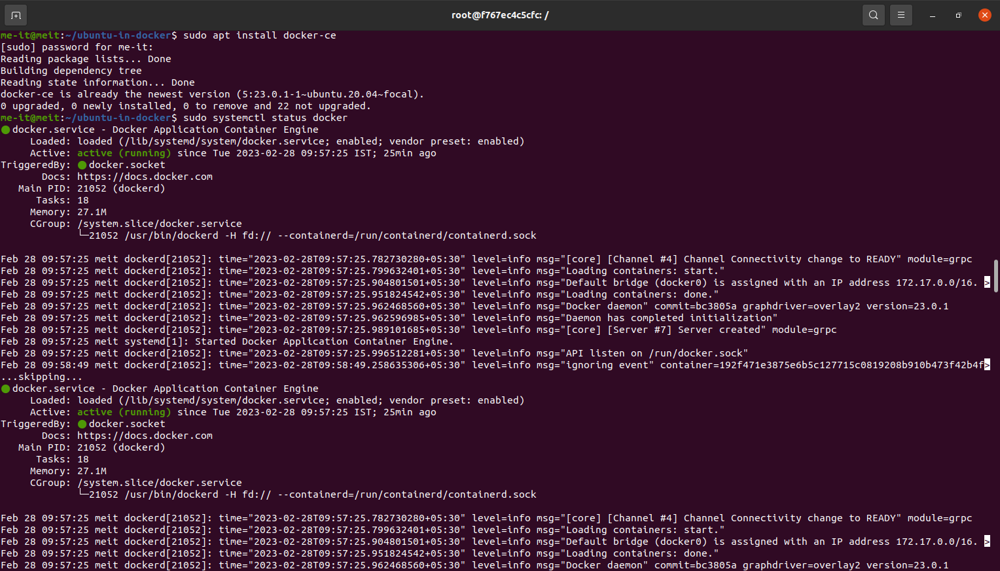 root@f767ec4c5cfc: /
me-it@meit:~/ubuntu-in-docker$ sudo apt install docker-ce
[sudo] password for me-it:
Reading package lists... Done
Building dependency tree
Reading state information... Done
docker-ce is already the newest version (5:23.0.1-1~ubuntu.20.04~focal).
0 upgraded, 0 newly installed, 0 to remove and 22 not upgraded.
me-it@meit:~/ubuntu-in-docker$ sudo systemctl status docker
● docker.service - Docker Application Container Engine
     Loaded: loaded (/lib/systemd/system/docker.service; enabled; vendor preset: enabled)
     Active: active (running) since Tue 2023-02-28 09:57:25 IST; 25min ago
TriggeredBy: ● docker.socket
       Docs: https://docs.docker.com
   Main PID: 21052 (dockerd)
      Tasks: 18
     Memory: 27.1M
     CGroup: /system.slice/docker.service
             └─21052 /usr/bin/dockerd -H fd:// --containerd=/run/containerd/containerd.sock
Feb 28 09:57:25 meit dockerd[21052]: time="2023-02-28T09:57:25.782730280+05:30" level=info msg="[core] [Channel #4] Channel Connectivity change to READY" module=grpc
Feb 28 09:57:25 meit dockerd[21052]: time="2023-02-28T09:57:25.799632401+05:30" level=info msg="Loading containers: start."
Feb 28 09:57:25 meit dockerd[21052]: time="2023-02-28T09:57:25.904801501+05:30" level=info msg="Default bridge (docker0) is assigned with an IP address 172.17.0.0/16. >
Feb 28 09:57:25 meit dockerd[21052]: time="2023-02-28T09:57:25.951824542+05:30" level=info msg="Loading containers: done."
Feb 28 09:57:25 meit dockerd[21052]: time="2023-02-28T09:57:25.962468560+05:30" level=info msg="Docker daemon" commit=bc3805a graphdriver=overlay2 version=23.0.1
Feb 28 09:57:25 meit dockerd[21052]: time="2023-02-28T09:57:25.962596985+05:30" level=info msg="Daemon has completed initialization"
Feb 28 09:57:25 meit dockerd[21052]: time="2023-02-28T09:57:25.989101685+05:30" level=info msg="[core] [Server #7] Server created" module=grpc
Feb 28 09:57:25 meit systemd[1]: Started Docker Application Container Engine.
Feb 28 09:57:25 meit dockerd[21052]: time="2023-02-28T09:57:25.996512281+05:30" level=info msg="API listen on /run/docker.sock"
Feb 28 09:58:49 meit dockerd[21052]: time="2023-02-28T09:58:49.258635306+05:30" level=info msg="ignoring event" container=192f471e3875e6b5c127715c0819208b910b473f42b4f>
...skipping...
● docker.service - Docker Application Container Engine
     Loaded: loaded (/lib/systemd/system/docker.service; enabled; vendor preset: enabled)
     Active: active (running) since Tue 2023-02-28 09:57:25 IST; 25min ago
TriggeredBy: ● docker.socket
       Docs: https://docs.docker.com
   Main PID: 21052 (dockerd)
      Tasks: 18
     Memory: 27.1M
     CGroup: /system.slice/docker.service
             └─21052 /usr/bin/dockerd -H fd:// --containerd=/run/containerd/containerd.sock
Feb 28 09:57:25 meit dockerd[21052]: time="2023-02-28T09:57:25.782730280+05:30" level=info msg="[core] [Channel #4] Channel Connectivity change to READY" module=grpc
Feb 28 09:57:25 meit dockerd[21052]: time="2023-02-28T09:57:25.799632401+05:30" level=info msg="Loading containers: start."
Feb 28 09:57:25 meit dockerd[21052]: time="2023-02-28T09:57:25.904801501+05:30" level=info msg="Default bridge (docker0) is assigned with an IP address 172.17.0.0/16. >
Feb 28 09:57:25 meit dockerd[21052]: time="2023-02-28T09:57:25.951824542+05:30" level=info msg="Loading containers: done."
Feb 28 09:57:25 meit dockerd[21052]: time="2023-02-28T09:57:25.962468560+05:30" level=info msg="Docker daemon" commit=bc3805a graphdriver=overlay2 version=23.0.1